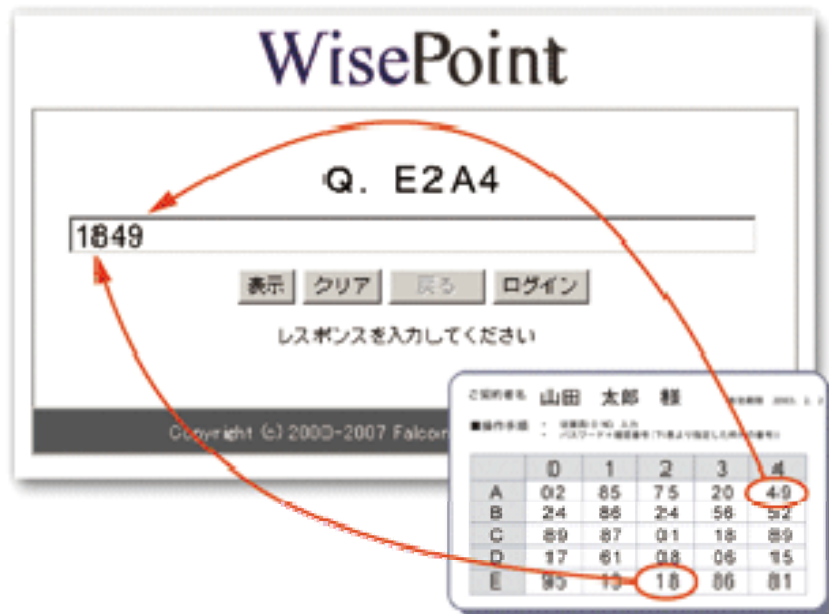 WisePoint
Q. E2A4
1849
表示 クリア 戻る ログイン
レスポンスを入力してください
Copyright (c) 2000-2007 Falcon
ご契約者名 山田 太郎 様
■操作手順
0 1 2 3 4
A 02 85 75 20 49
B 24 86 24 56 52
C 89 87 01 18 89
D 17 61 08 06 15
E 95 13 18 86 81